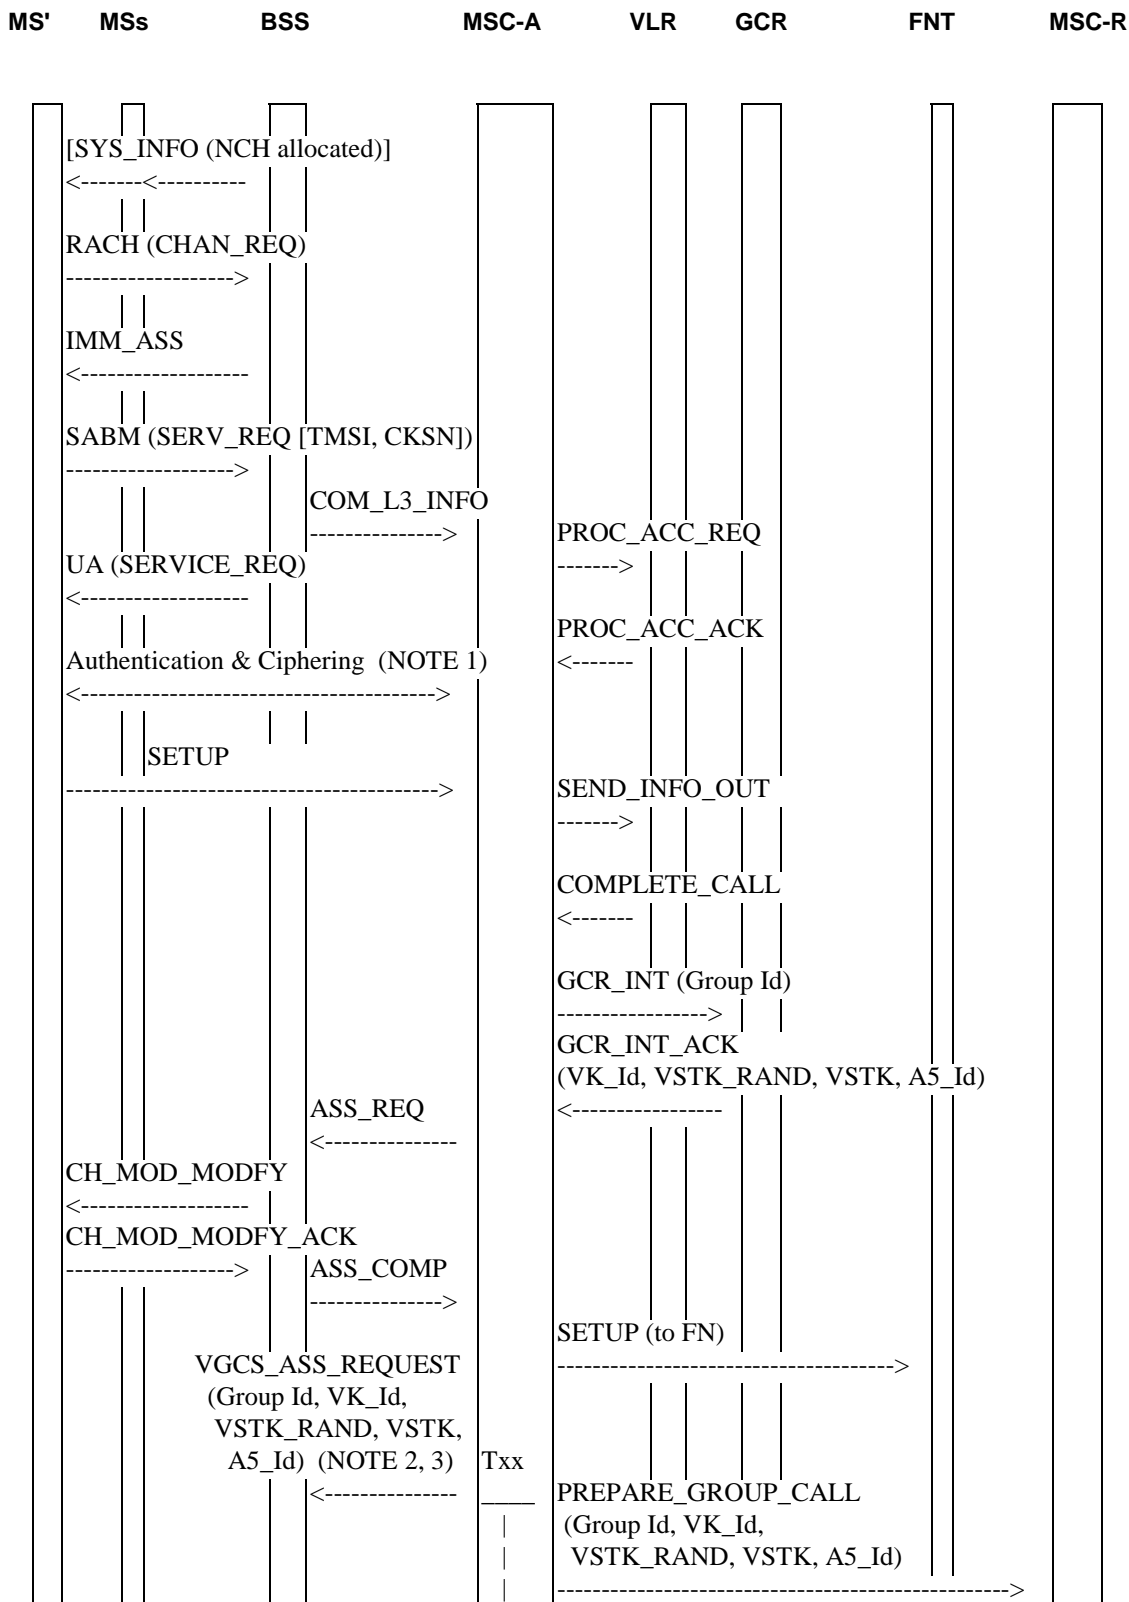 MS' MSs BSS MSC-A VLR GCR FNT MSC-R
[SYS_INFO (NCH allocated)]
<-------<----------
RACH (CHAN_REQ)
------------------->
IMM_ASS
<-------------------
SABM (SERV_REQ [TMSI, CKSN])
------------------->
COM_L3_INFO
---------------> PROC_ACC_REQ
UA (SERVICE_REQ) ------->
<-------------------
PROC_ACC_ACK
Authentication & Ciphering (NOTE 1) <-------
<---------------------------------------->
SETUP
------------------------------------------> SEND_INFO_OUT
------->
COMPLETE_CALL
<-------
GCR_INT (Group Id)
----------------->
GCR_INT_ACK
(VK_Id, VSTK_RAND, VSTK, A5_Id)
ASS_REQ <-----------------
<---------------
CH_MOD_MODFY
<-------------------
CH_MOD_MODFY_ACK
-------------------> ASS_COMP
--------------->
SETUP (to FN)
VGCS_ASS_REQUEST -------------------------------------->
(Group Id, VK_Id,
VSTK_RAND, VSTK,
A5_Id) (NOTE 2, 3) Txx
<--------------- ____ PREPARE_GROUP_CALL
| (Group Id, VK_Id,
| VSTK_RAND, VSTK, A5_Id)
| --------------------------------------------------->